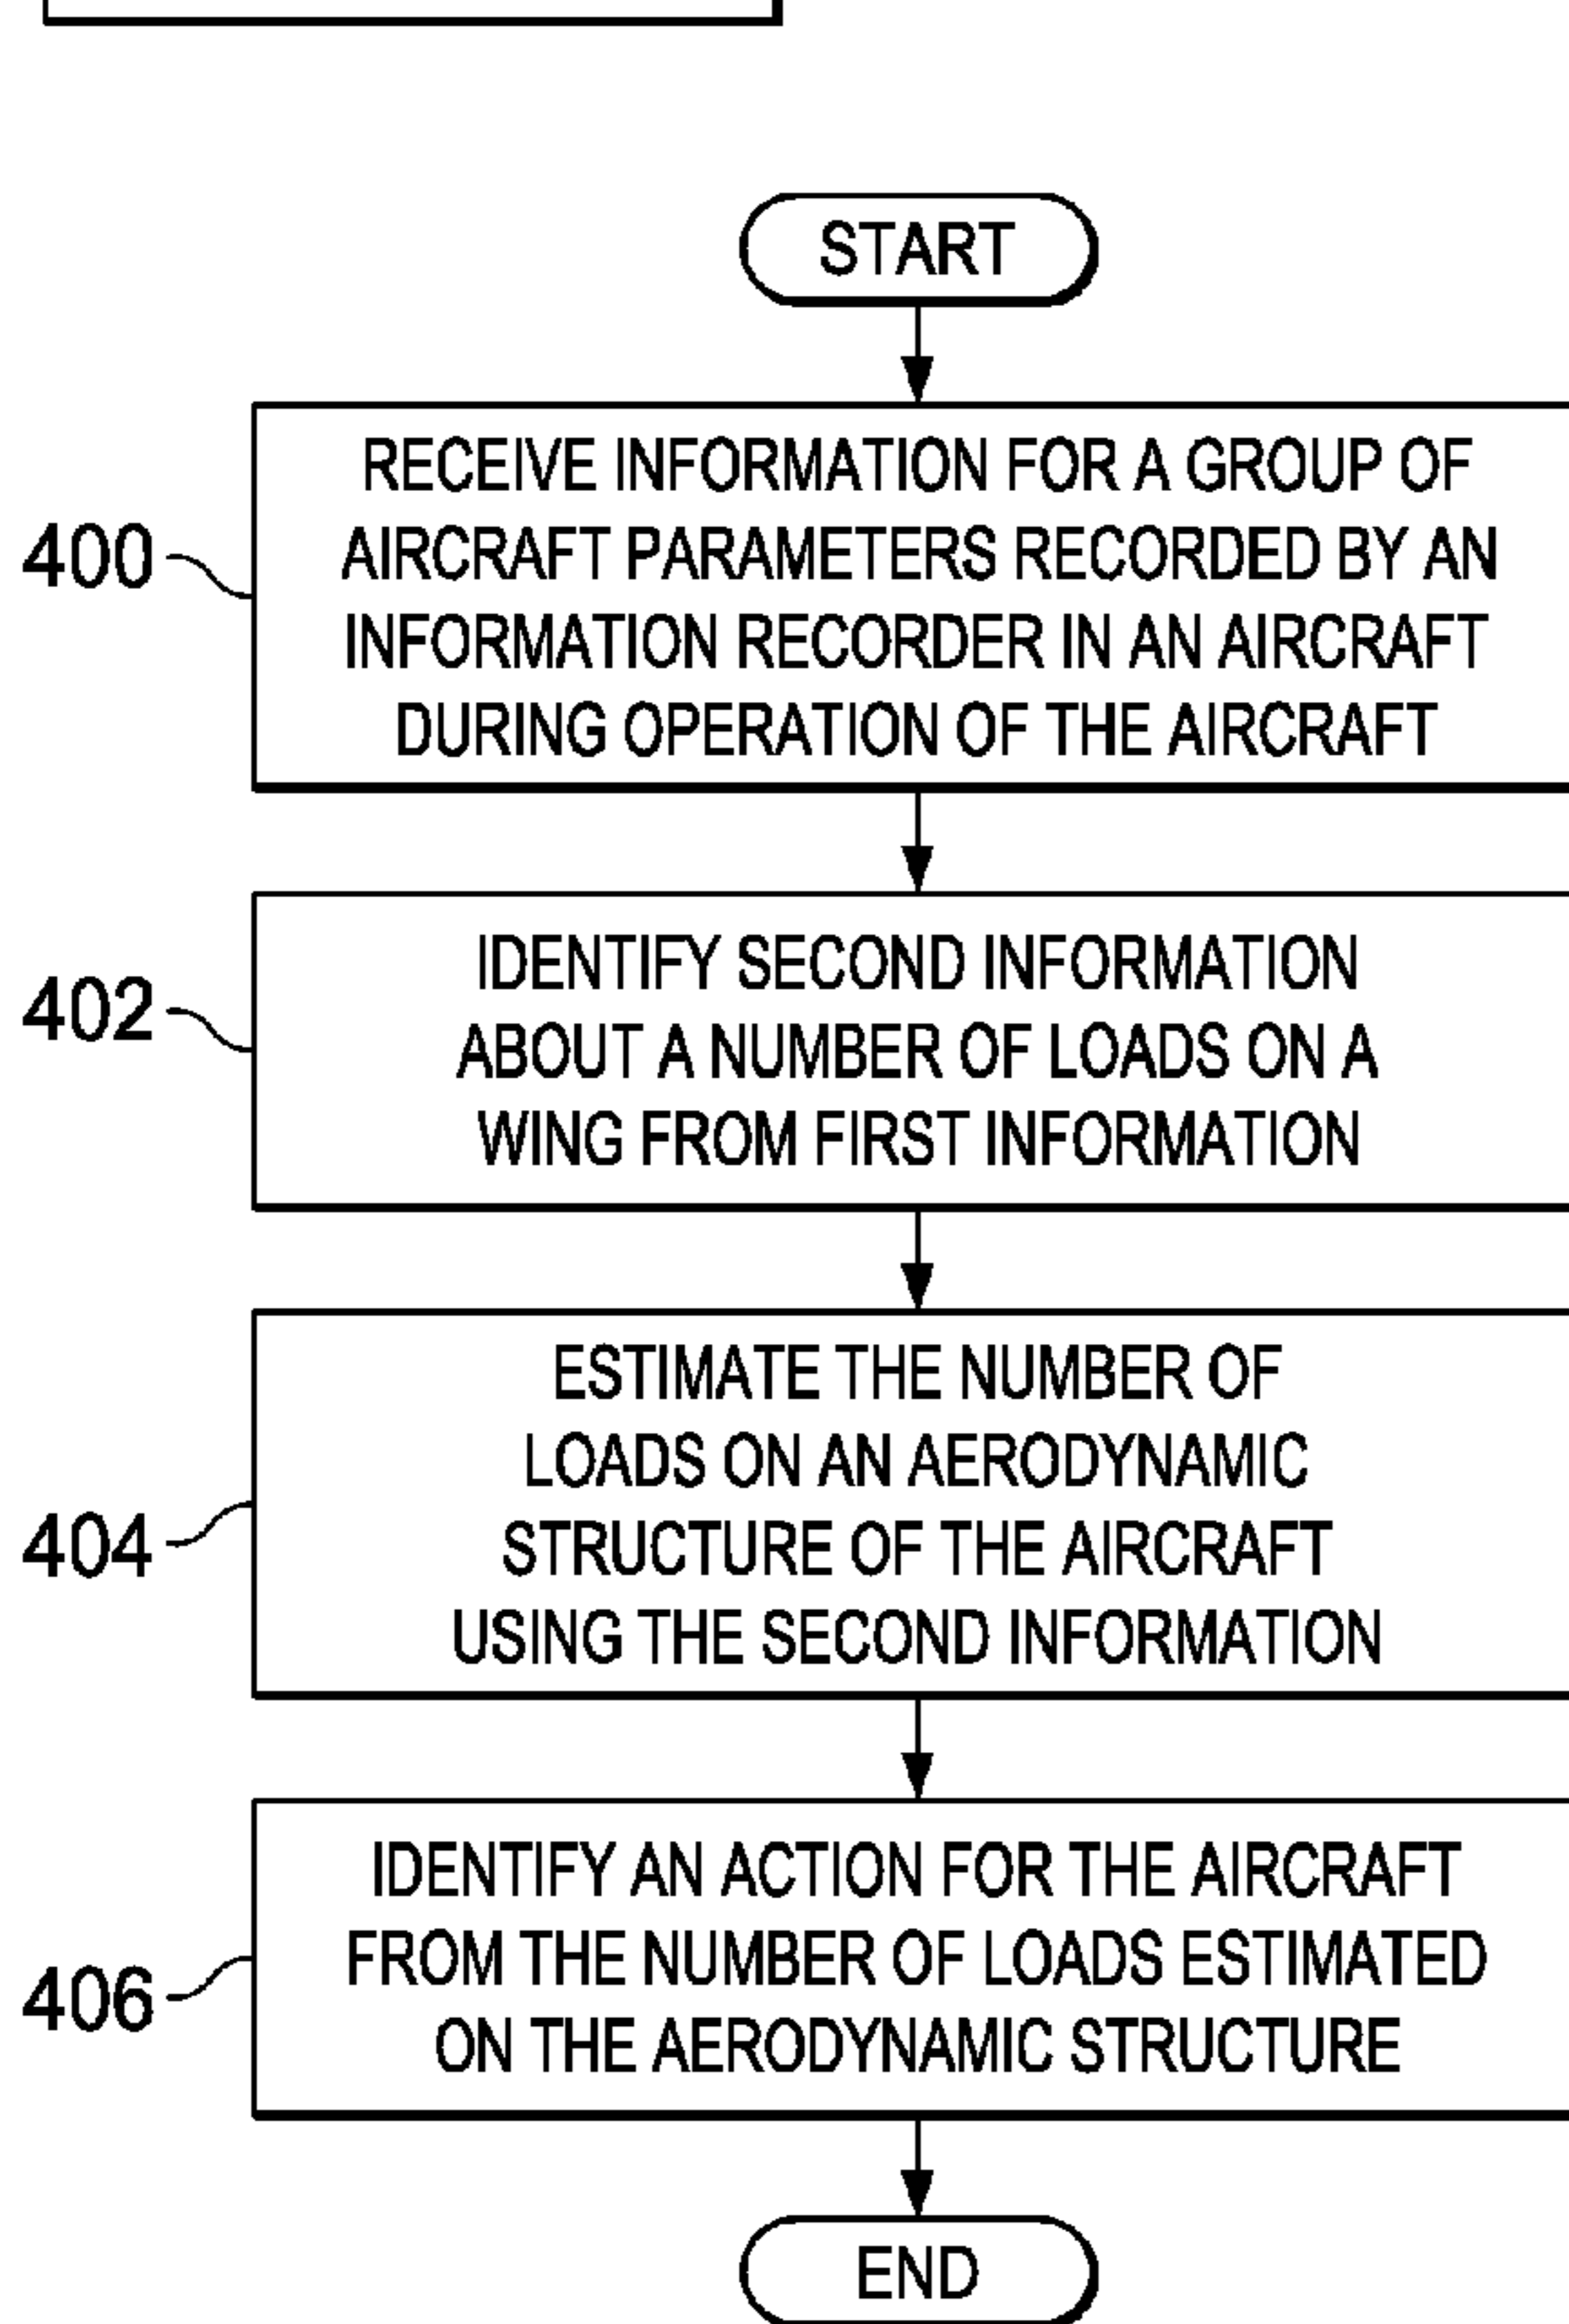 START
RECEIVE INFORMATION FOR A GROUP OF
AIRCRAFT PARAMETERS RECORDED BY AN
INFORMATION RECORDER IN AN AIRCRAFT
DURING OPERATION OF THE AIRCRAFT
400
IDENTIFY SECOND INFORMATION
ABOUT A NUMBER OF LOADS ON A
WING FROM FIRST INFORMATION
402
ESTIMATE THE NUMBER OF
LOADS ON AN AERODYNAMIC
STRUCTURE OF THE AIRCRAFT
USING THE SECOND INFORMATION
404
IDENTIFY AN ACTION FOR THE AIRCRAFT
FROM THE NUMBER OF LOADS ESTIMATED
ON THE AERODYNAMIC STRUCTURE
406
END